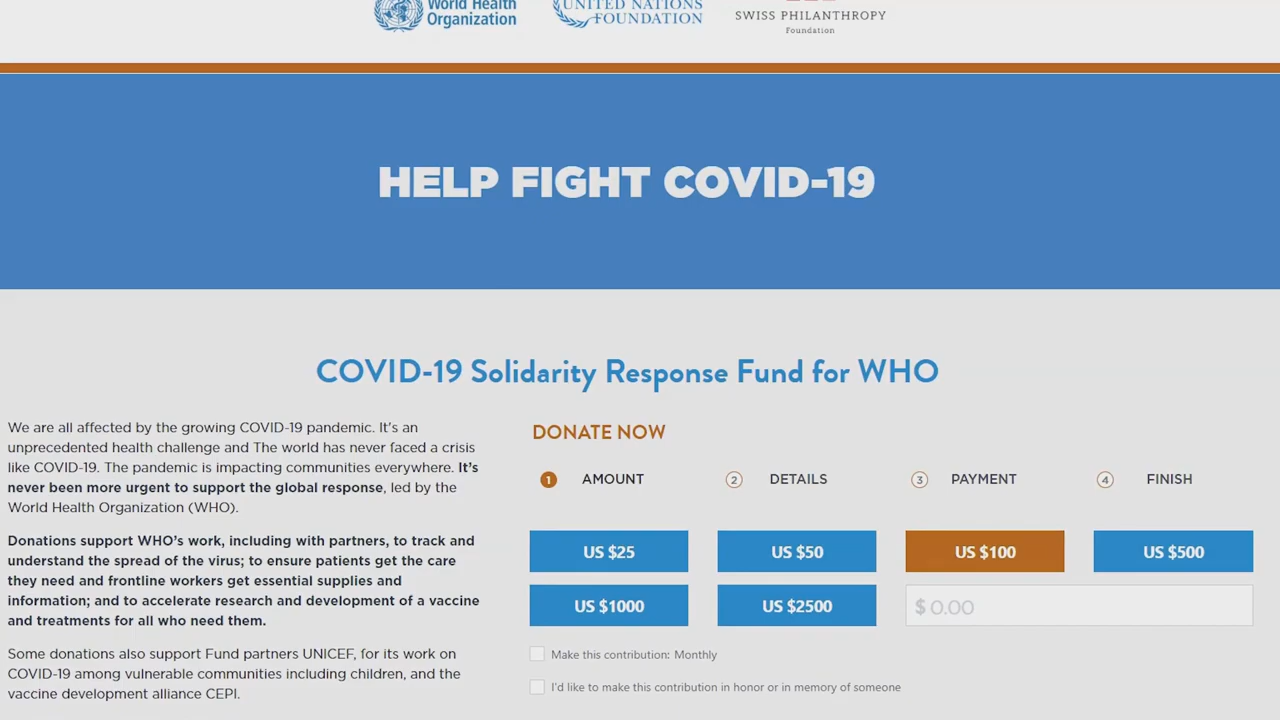 World Health
Organization
UNITED NATIONS
FOUNDATION
SWISS PHILANTHROPY
Foundation
HELP FIGHT COVID-19
COVID-19 Solidarity Response Fund for WHO
We are all affected by the growing COVID-19 pandemic. It's an
unprecedented health challenge and The world has never faced a crisis
like COVID-19. The pandemic is impacting communities everywhere. It's
never been more urgent to support the global response, led by the
World Health Organization (WHO).
Donations support WHO's work, including with partners, to track and
understand the spread of the virus; to ensure patients get the care
they need and frontline workers get essential supplies and
information; and to accelerate research and development of a vaccine
and treatments for all who need them.
Some donations also support Fund partners UNICEF, for its work on
COVID-19 among vulnerable communities including children, and the
vaccine development alliance CEPI.
DONATE NOW
1 AMOUNT 2 DETAILS 3 PAYMENT 4 FINISH
US $25 US $50 US $100 US $500
US $1000 US $2500 $ 0.00
Make this contribution: Monthly
I'd like to make this contribution in honor or in memory of someone